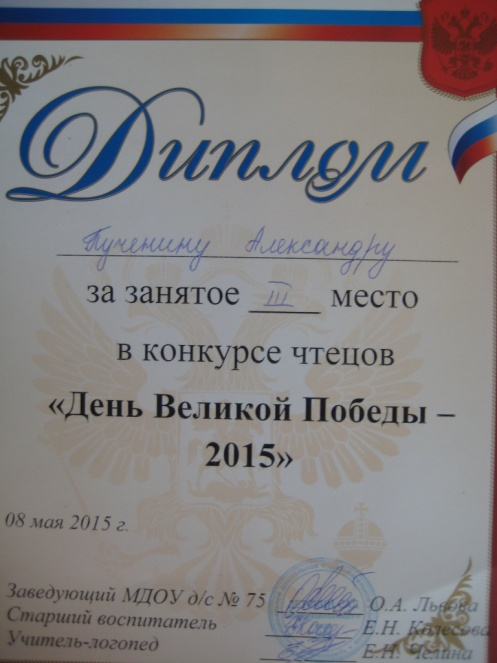 Диплом
Пученину Александру
за занятое III место
в конкурсе чтецов
«День Великой Победы –
2015»
08 мая 2015 г.
Заведующий МДОУ д/с № 75 О.А. Львова
Старший воспитатель Е.Н. Колесова
Учитель-логопед Е.Н. Челина